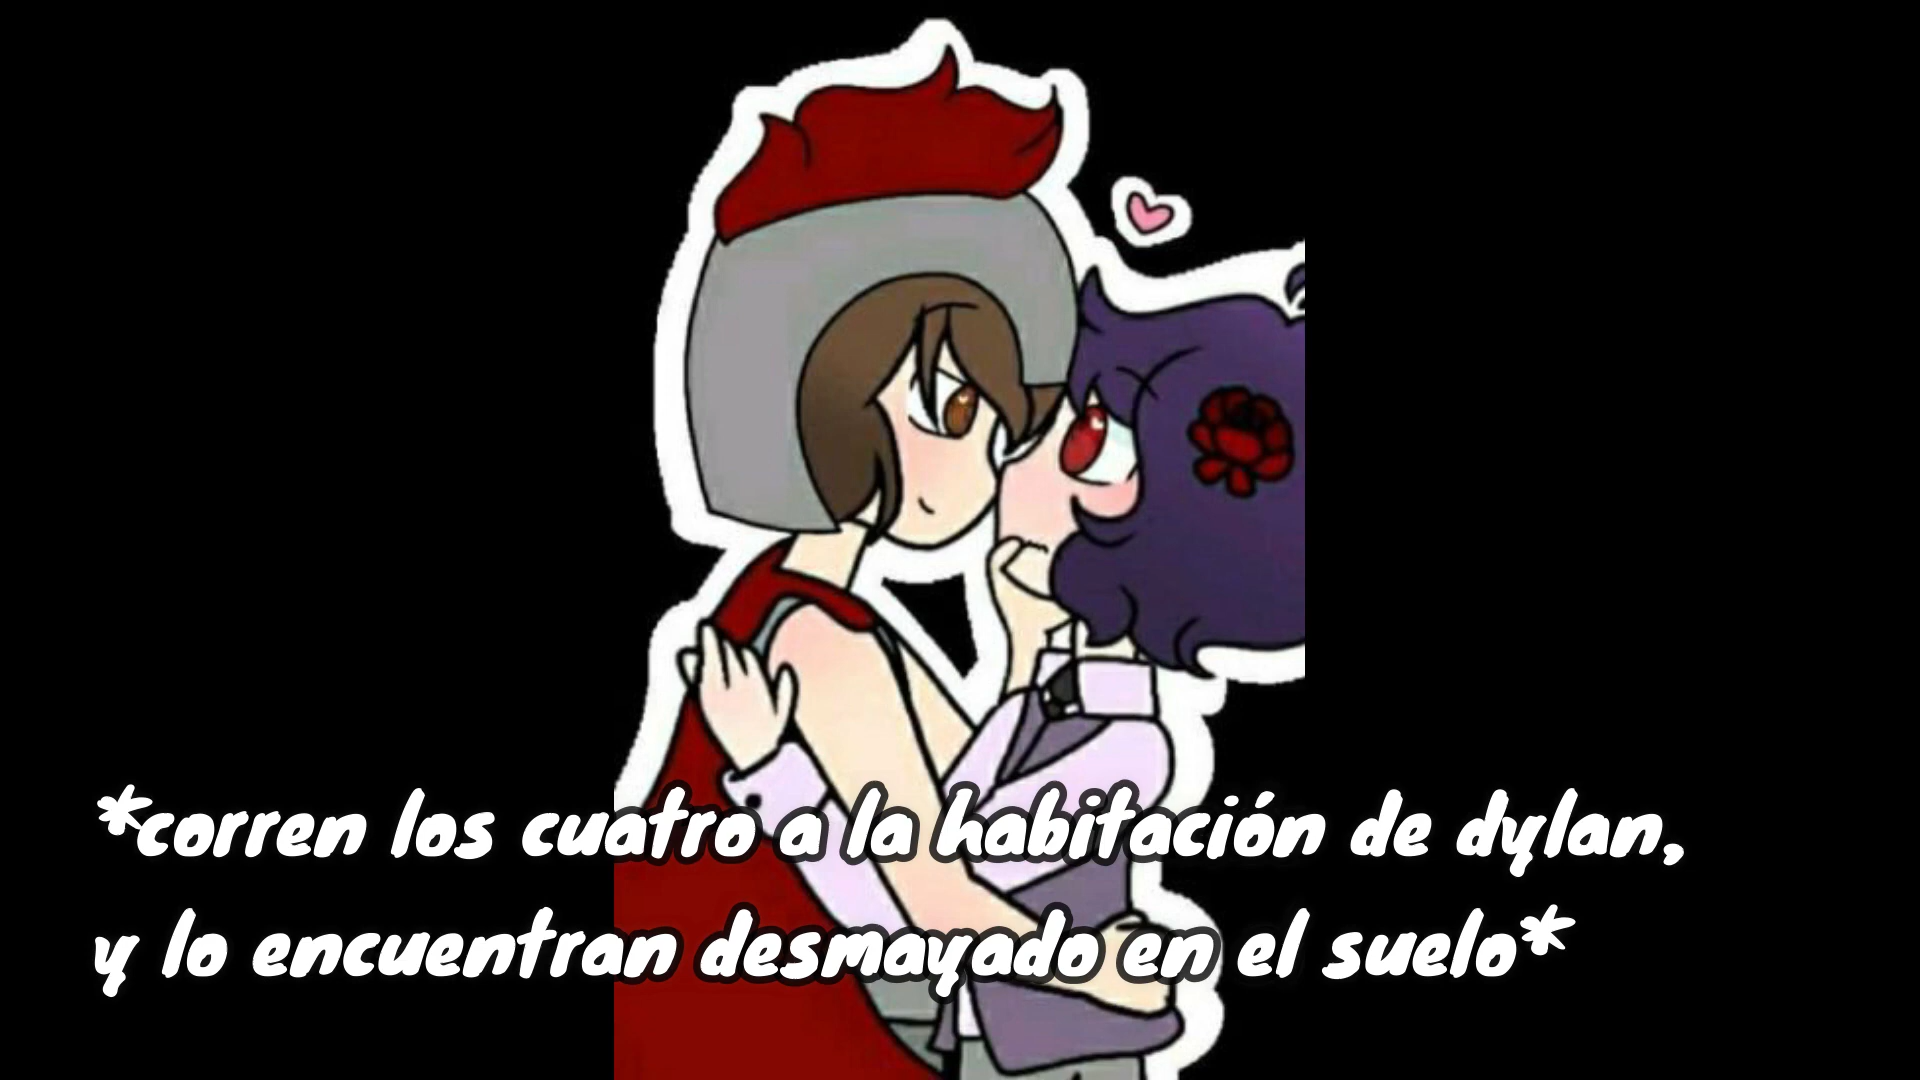 *corren los cuatro a la habitación de dylan,
y lo encuentran desmayado en el suelo*